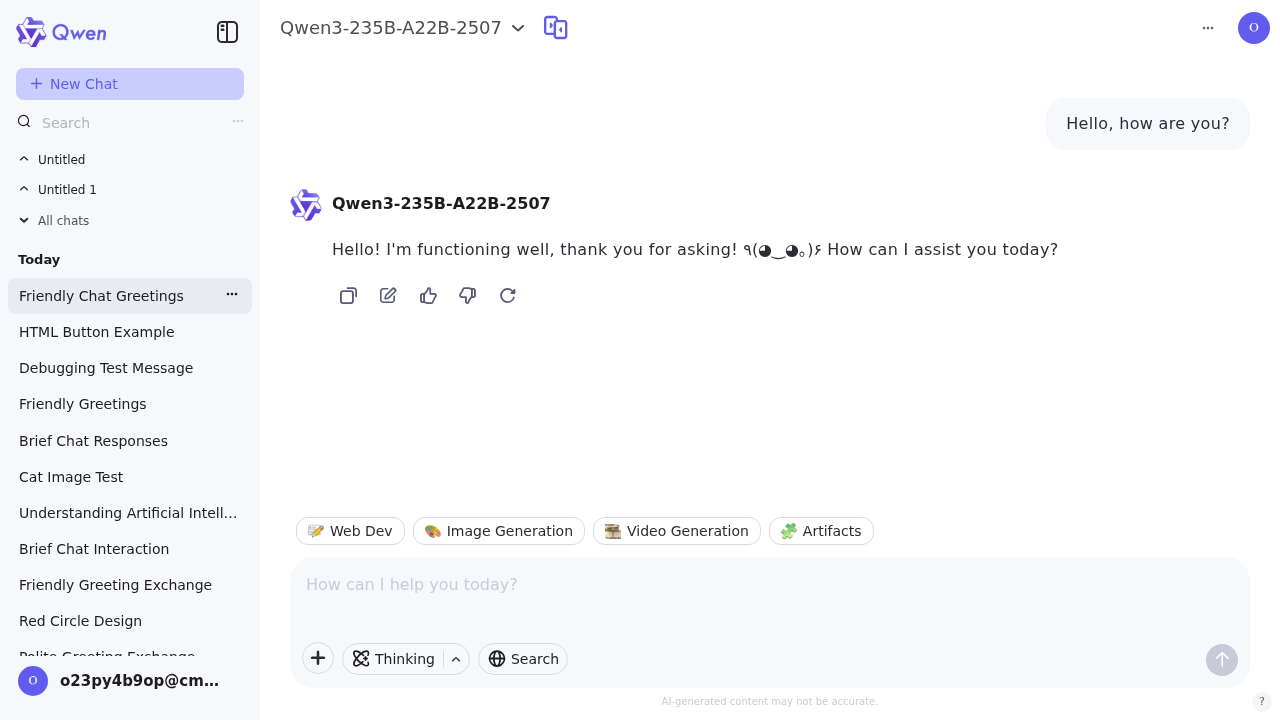 Qwen
New Chat
Search
Untitled
Untitled 1
All chats
Today
Friendly Chat Greetings
HTML Button Example
Debugging Test Message
Friendly Greetings
Brief Chat Responses
Cat Image Test
Understanding Artificial Intell...
Brief Chat Interaction
Friendly Greeting Exchange
Red Circle Design
Polite Greeting Exchange
O o23py4b9op@cm...
Qwen3-235B-A22B-2507
O
Hello, how are you?
Qwen3-235B-A22B-2507
Hello! I'm functioning well, thank you for asking! ٩(◕‿◕｡)۶ How can I assist you today?
Web Dev Image Generation Video Generation Artifacts
How can I help you today?
Thinking Search
AI-generated content may not be accurate.
?